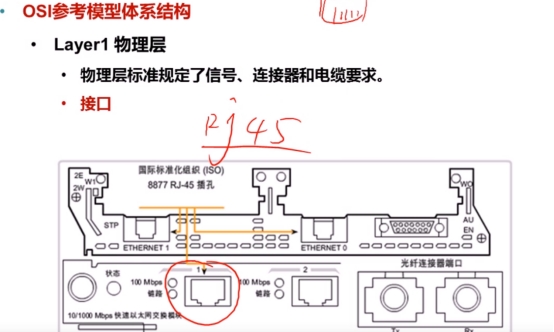 OSI参考模型体系结构
Layer1 物理层
物理层标准规定了信号、连接器和电缆要求。
接口
Rj 45
国际标准化组织 (ISO)
8877 RJ-45 插孔
2E
W1
2W
STP
ETHERNET 1
ETHERNET 0
WO
AU
EN
光纤连接器端口
状态
100 Mbps
链路
1
100 Mbps
链路
2
10/1000 Mbps 快速以太网交换模块
Tx
Rx